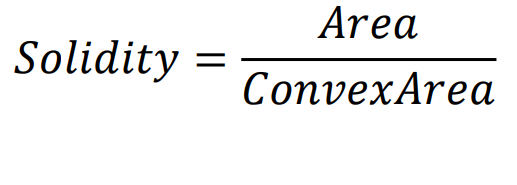 Solidity = Area / ConvexArea